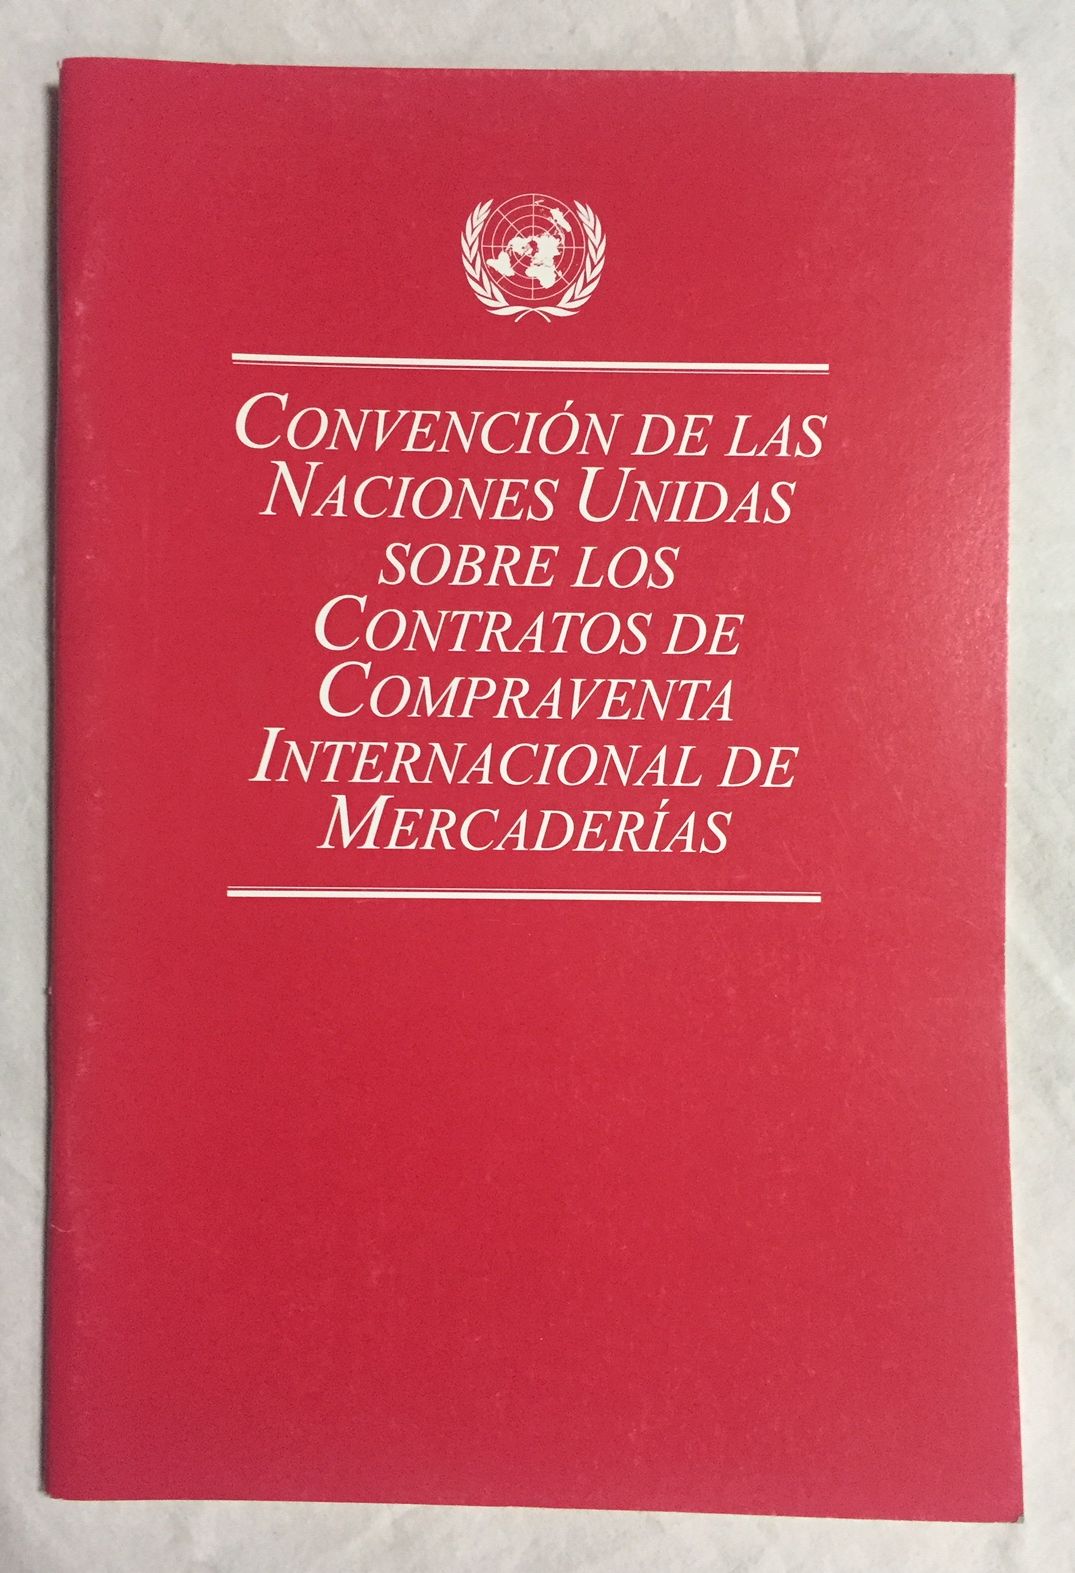 CONVENCIÓN DE LAS
NACIONES UNIDAS
SOBRE LOS
CONTRATOS DE
COMPRAVENTA
INTERNACIONAL DE
MERCADERÍAS